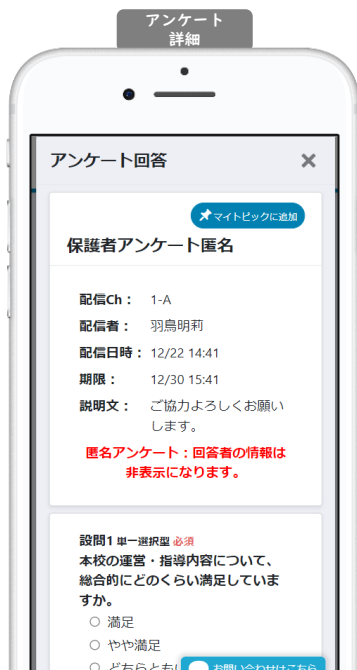 アンケート
詳細
アンケート回答 ×
マイトピックに追加
保護者アンケート匿名
配信Ch： 1-A
配信者： 羽鳥明莉
配信日時： 12/22 14:41
期限： 12/30 15:41
説明文： ご協力よろしくお願い
します。
匿名アンケート：回答者の情報は
非表示になります。
設問1 単一選択型 必須
本校の運営・指導内容について、
総合的にどのくらい満足していま
すか。
満足
やや満足
どちらとも
お問い合わせはこちら